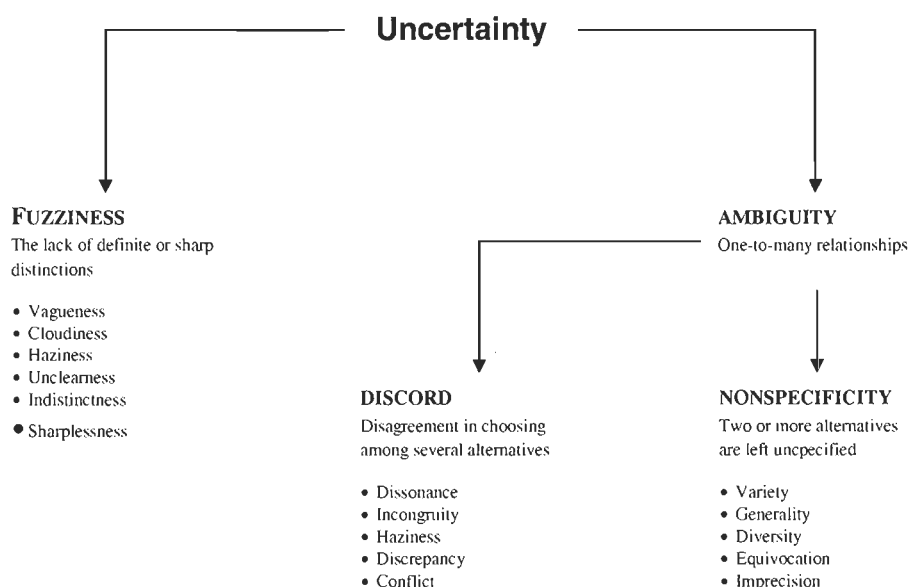 Uncertainty
FUZZINESS
The lack of definite or sharp
distinctions
• Vagueness
• Cloudiness
• Haziness
• Unclearness
• Indistinctness
• Sharplessness
AMBIGUITY
One-to-many relationships
DISCORD
Disagreement in choosing
among several alternatives
• Dissonance
• Incongruity
• Haziness
• Discrepancy
• Conflict
NONSPECIFICITY
Two or more alternatives
are left uncpecified
• Variety
• Generality
• Diversity
• Equivocation
• Imprecision